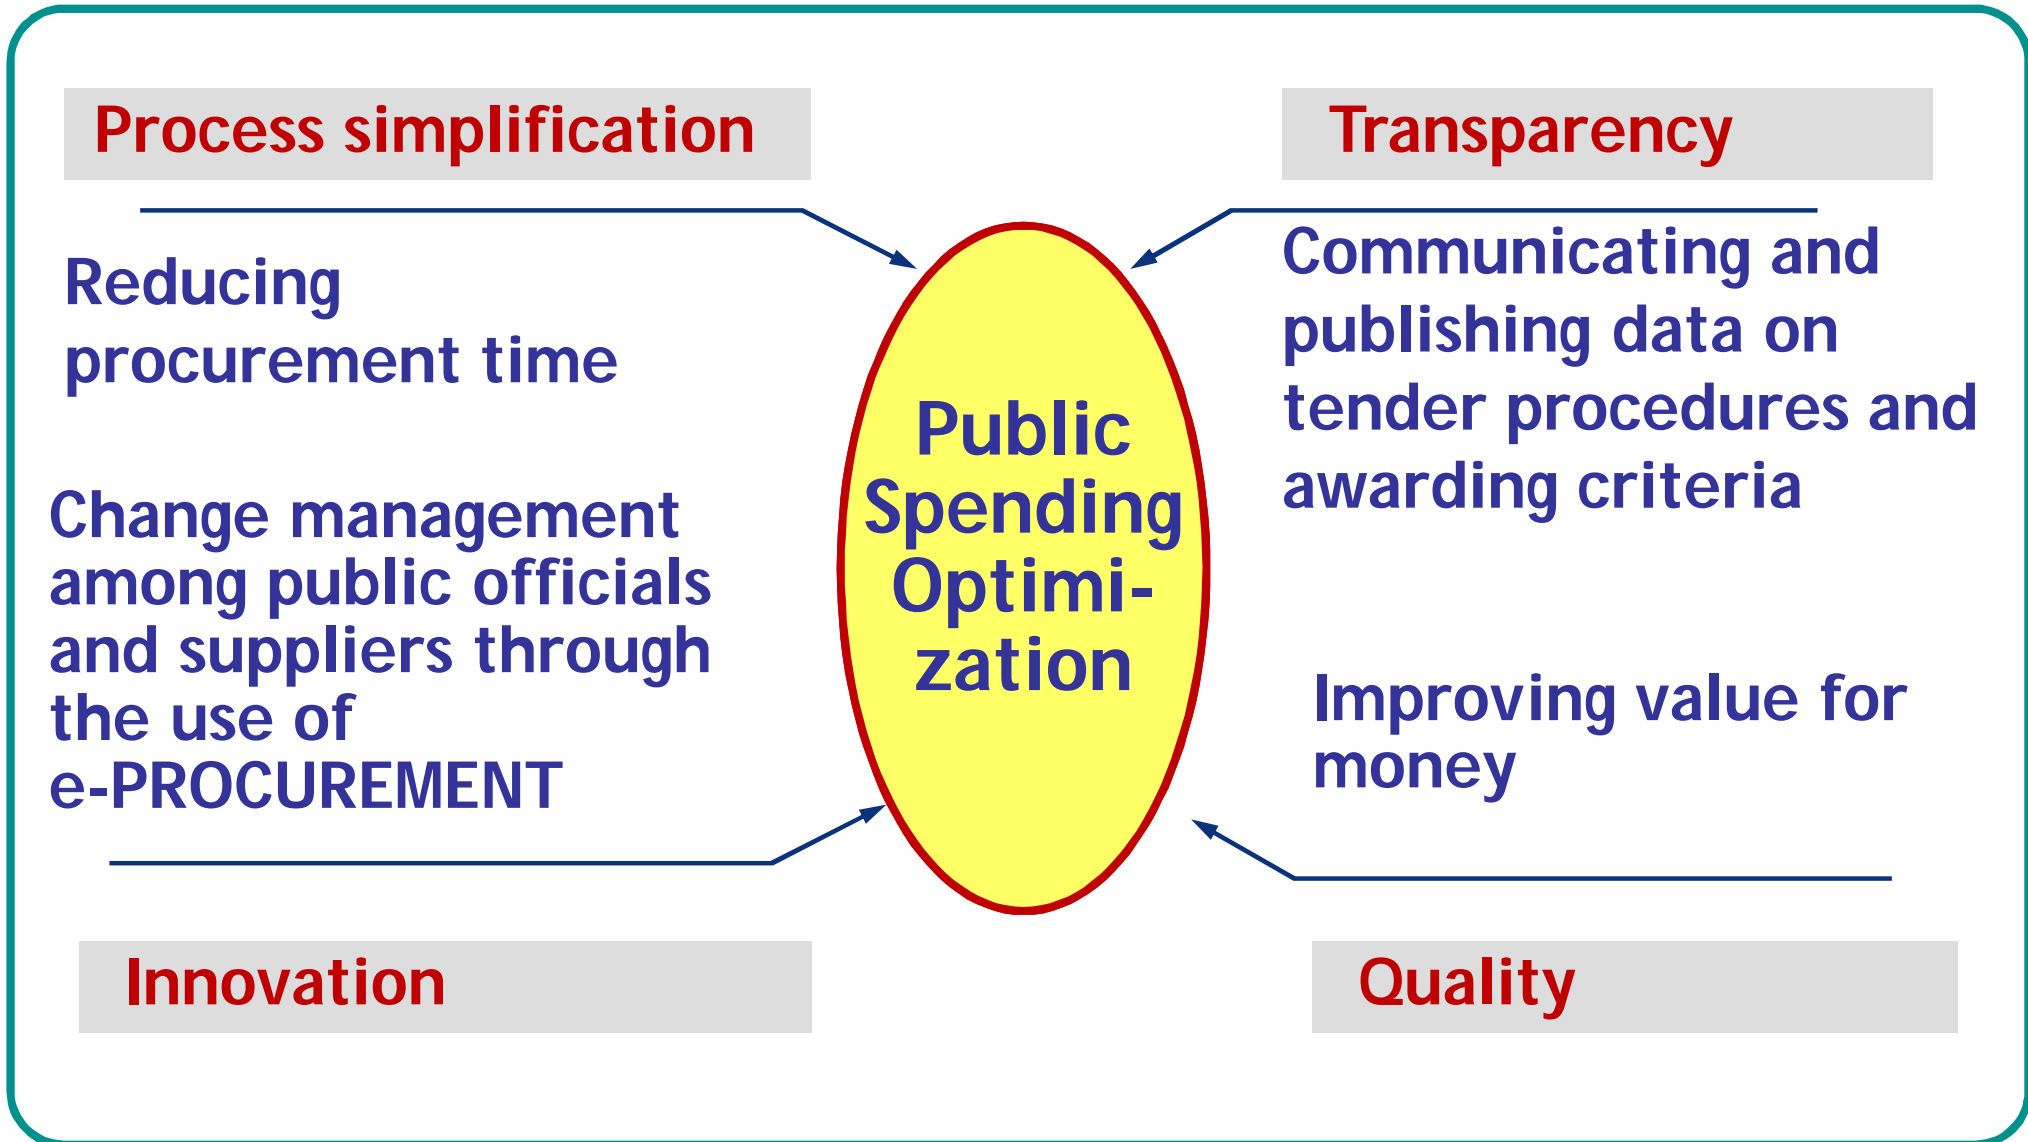 Process simplification
Reducing
procurement time
Change management
among public officials
and suppliers through
the use of
e-PROCUREMENT
Innovation
Public
Spending
Optimi-
zation
Transparency
Communicating and
publishing data on
tender procedures and
awarding criteria
Improving value for
money
Quality